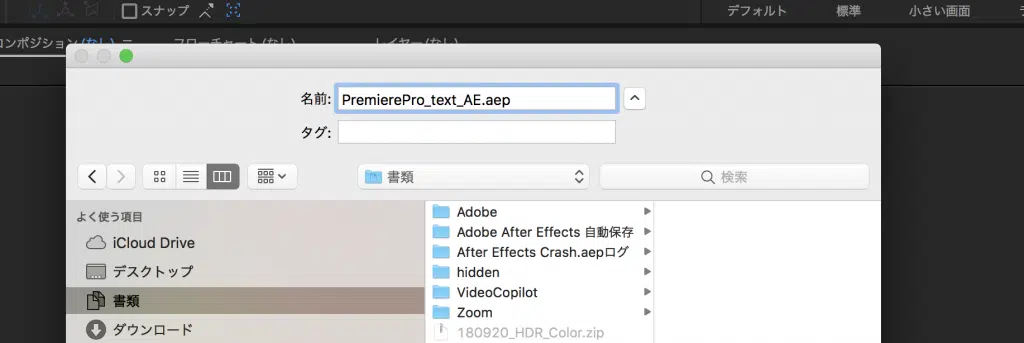 スナップ
デフォルト 標準 小さい画面
コンポジション (なし) フローチャート (なし) レイヤー (なし)
名前: PremierePro_text_AE.aep
タグ:
書類 検索
よく使う項目
iCloud Drive
デスクトップ
書類
ダウンロード
Adobe
Adobe After Effects 自動保存
After Effects Crash.aepログ
hidden
VideoCopilot
Zoom
180920_HDR_Color.zip